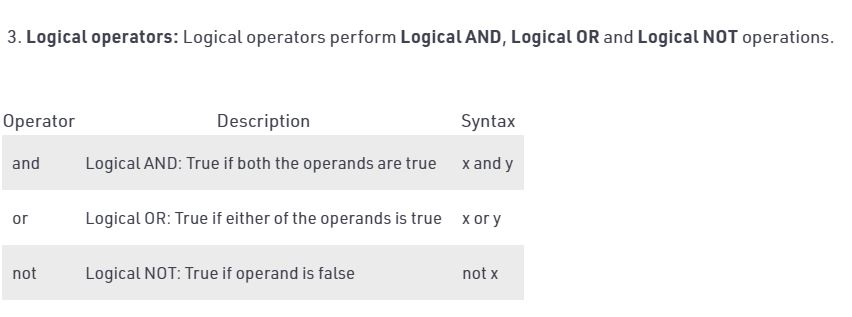 3. Logical operators: Logical operators perform Logical AND, Logical OR and Logical NOT operations.
Operator Description Syntax
and Logical AND: True if both the operands are true x and y
or Logical OR: True if either of the operands is true x or y
not Logical NOT: True if operand is false not x